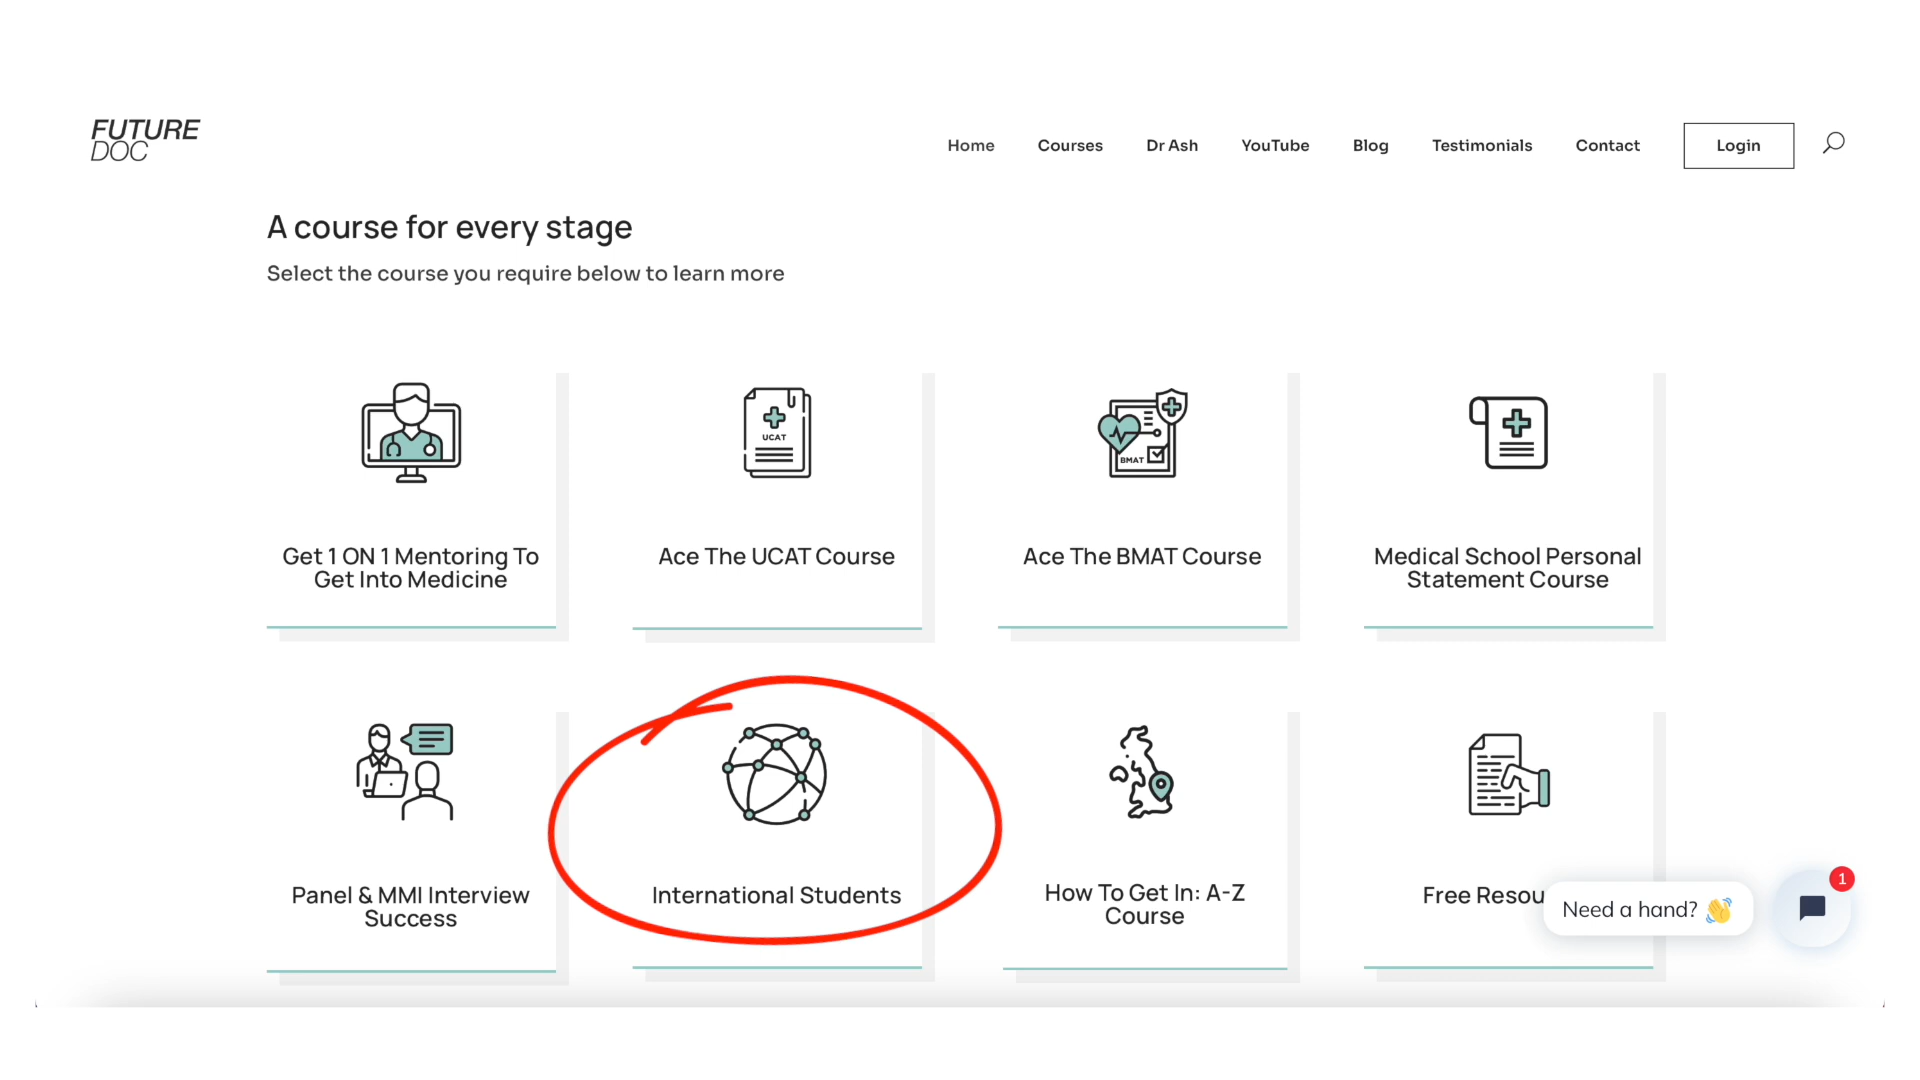 FUTURE
DOC
Home Courses Dr Ash YouTube Blog Testimonials Contact Login
A course for every stage
Select the course you require below to learn more
UCAT
BMAT
Get 1 ON 1 Mentoring To
Get Into Medicine
Ace The UCAT Course
Ace The BMAT Course
Medical School Personal
Statement Course
Panel & MMI Interview
Success
International Students
How To Get In: A-Z
Course
Free Resou
Need a hand? 👋
1